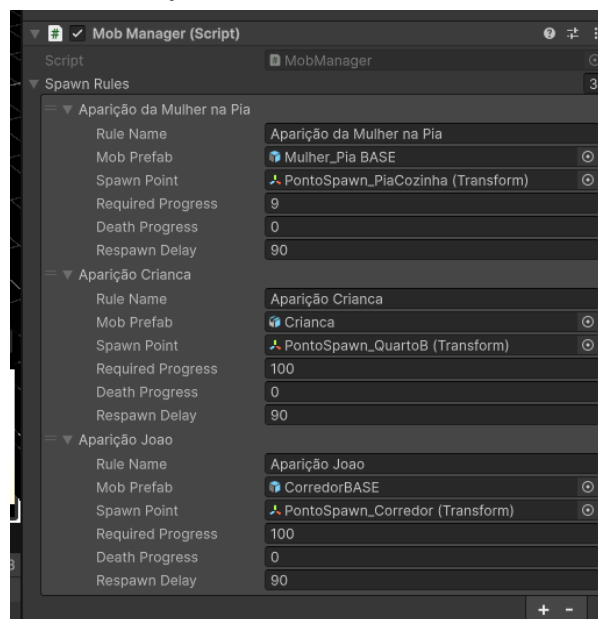 Mob Manager (Script)
Script MobManager
Spawn Rules 3
Aparição da Mulher na Pia
Rule Name Aparição da Mulher na Pia
Mob Prefab Mulher_Pia BASE
Spawn Point PontoSpawn_PiaCozinha (Transform)
Required Progress 9
Death Progress 0
Respawn Delay 90
Aparição Crianca
Rule Name Aparição Crianca
Mob Prefab Crianca
Spawn Point PontoSpawn_QuartoB (Transform)
Required Progress 100
Death Progress 0
Respawn Delay 90
Aparição Joao
Rule Name Aparição Joao
Mob Prefab CorredorBASE
Spawn Point PontoSpawn_Corredor (Transform)
Required Progress 100
Death Progress 0
Respawn Delay 90
+ -